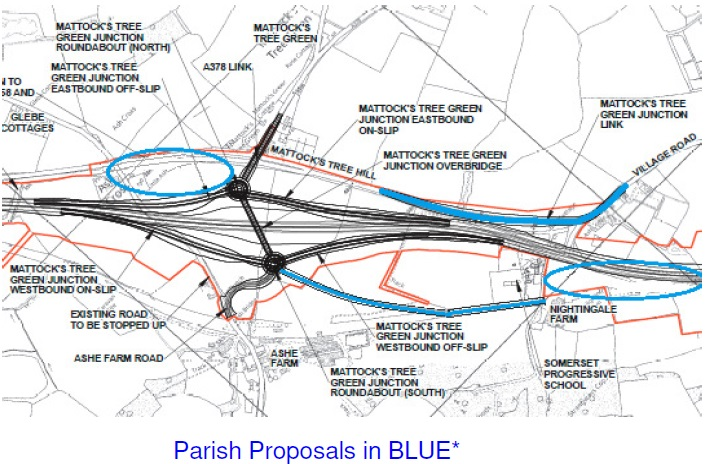 MATTOCK'S TREE
GREEN JUNCTION
ROUNDABOUT (NORTH)
MATTOCK'S
TREE GREEN
MATTOCK'S TREE
GREEN JUNCTION
EASTBOUND OFF-SLIP
A378 LINK
N TO
58 AND
GLEBE
COTTAGES
Ash Cross
MATTOCK'S TREE GREEN
JUNCTION EASTBOUND
ON-SLIP
MATTOCK'S TREE
GREEN JUNCTION
LINK
MATTOCK'S TREE HILL
MATTOCK'S TREE GREEN
JUNCTION OVERBRIDGE
VILLAGE ROAD
MATTOCK'S TREE
GREEN JUNCTION
WESTBOUND ON-SLIP
Track
EXISTING ROAD
TO BE STOPPED UP
NIGHTINGALE
FARM
MATTOCK'S TREE
GREEN JUNCTION
WESTBOUND OFF-SLIP
ASHE FARM ROAD
ASHE
FARM
MATTOCK'S TREE
GREEN JUNCTION
ROUNDABOUT (SOUTH)
SOMERSET
PROGRESSIVE
SCHOOL
Parish Proposals in BLUE*